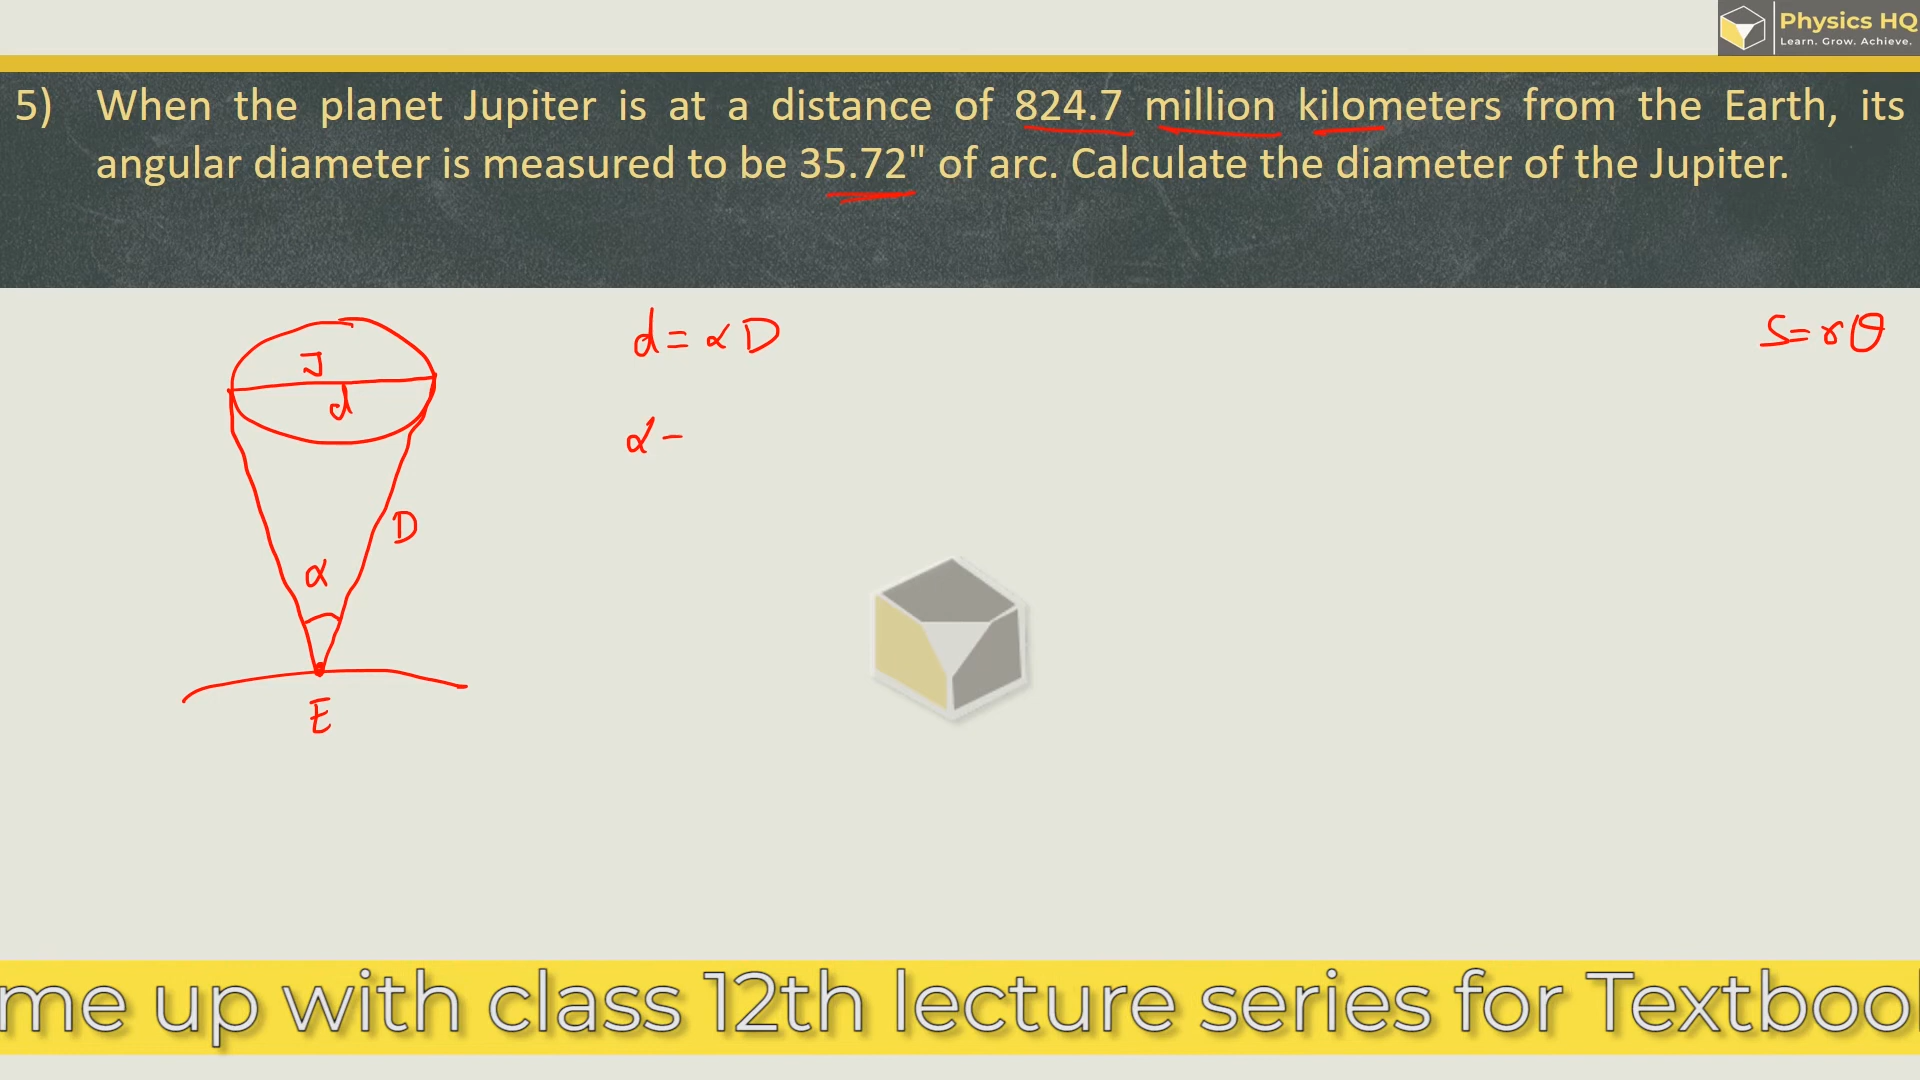 Physics HQ
Learn. Grow. Achieve.
5) When the planet Jupiter is at a distance of 824.7 million kilometers from the Earth, its
angular diameter is measured to be 35.72" of arc. Calculate the diameter of the Jupiter.
d = α D
S = rθ
J
d
α -
D
α
E
me up with class 12th lecture series for Textboo